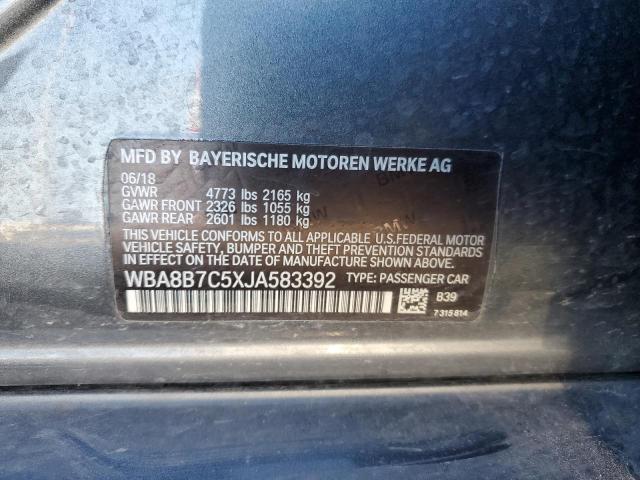 MFD BY BAYERISCHE MOTOREN WERKE AG
06/18
GVWR 4773 lbs 2165 kg
GAWR FRONT 2326 lbs 1055 kg
GAWR REAR 2601 lbs 1180 kg
THIS VEHICLE CONFORMS TO ALL APPLICABLE U.S.FEDERAL MOTOR
VEHICLE SAFETY, BUMPER AND THEFT PREVENTION STANDARDS
IN EFFECT ON THE DATE OF MANUFACTURE SHOWN ABOVE.
WBA8B7C5XJA583392 TYPE: PASSENGER CAR
B39
7315814